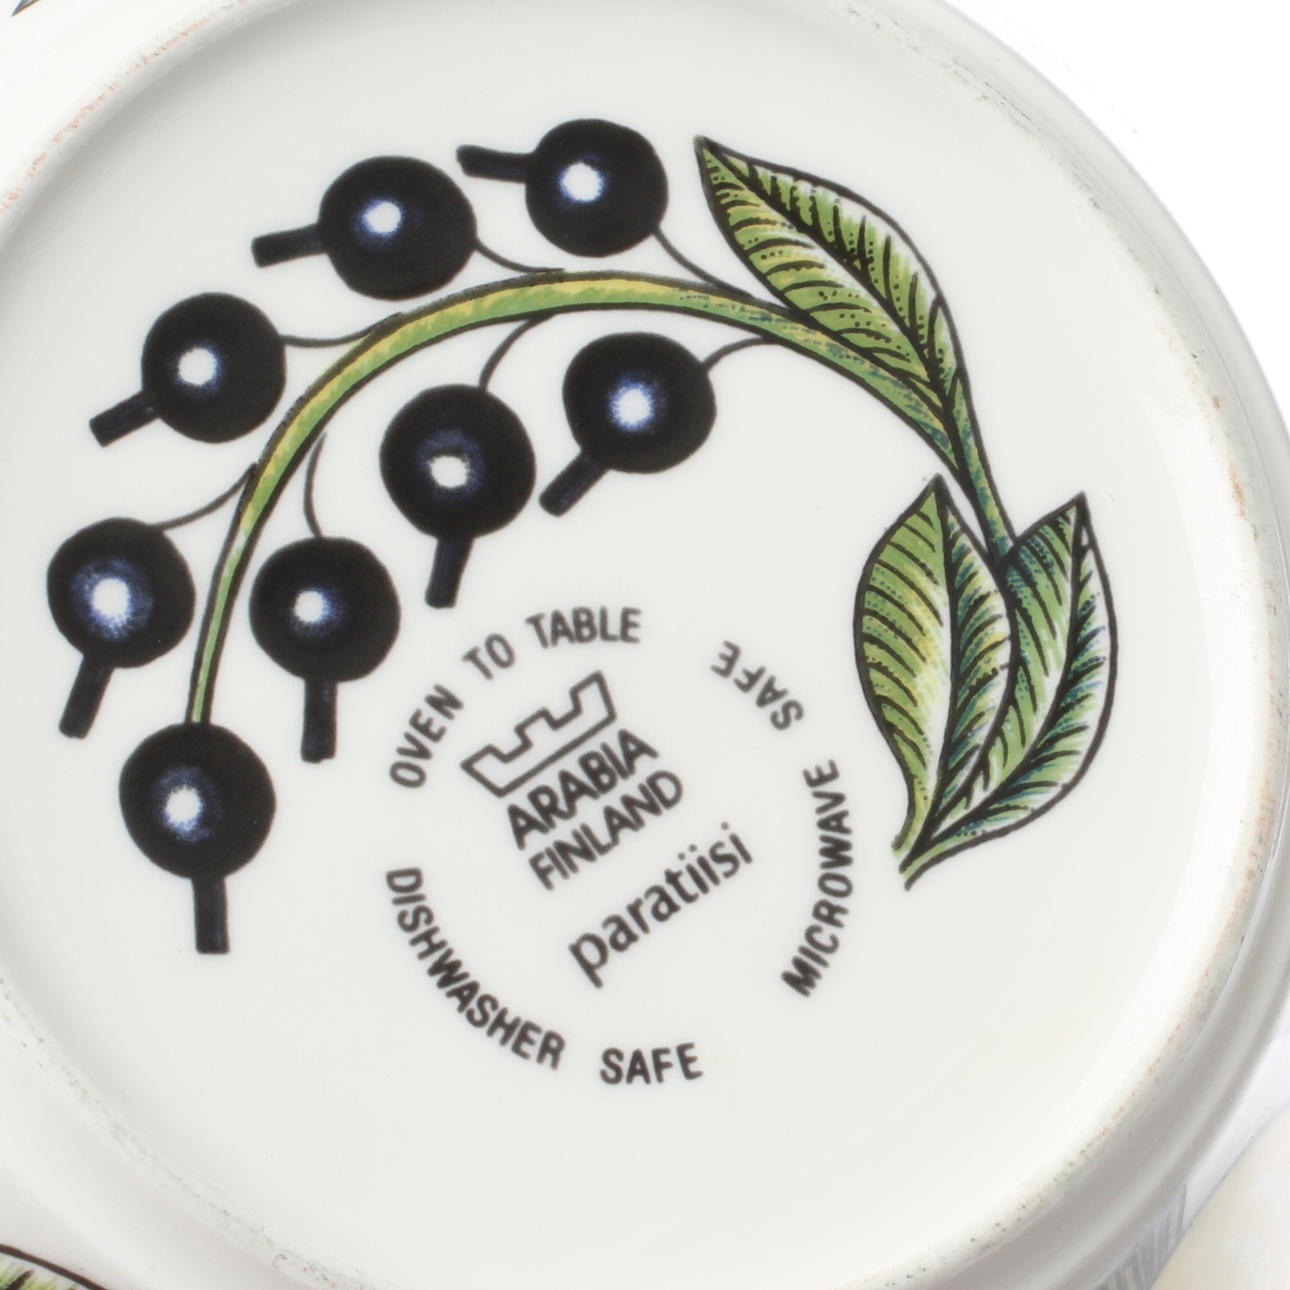 OVEN TO TABLE
ARABIA
FINLAND
paratiisi
MICROWAVE SAFE
DISHWASHER SAFE